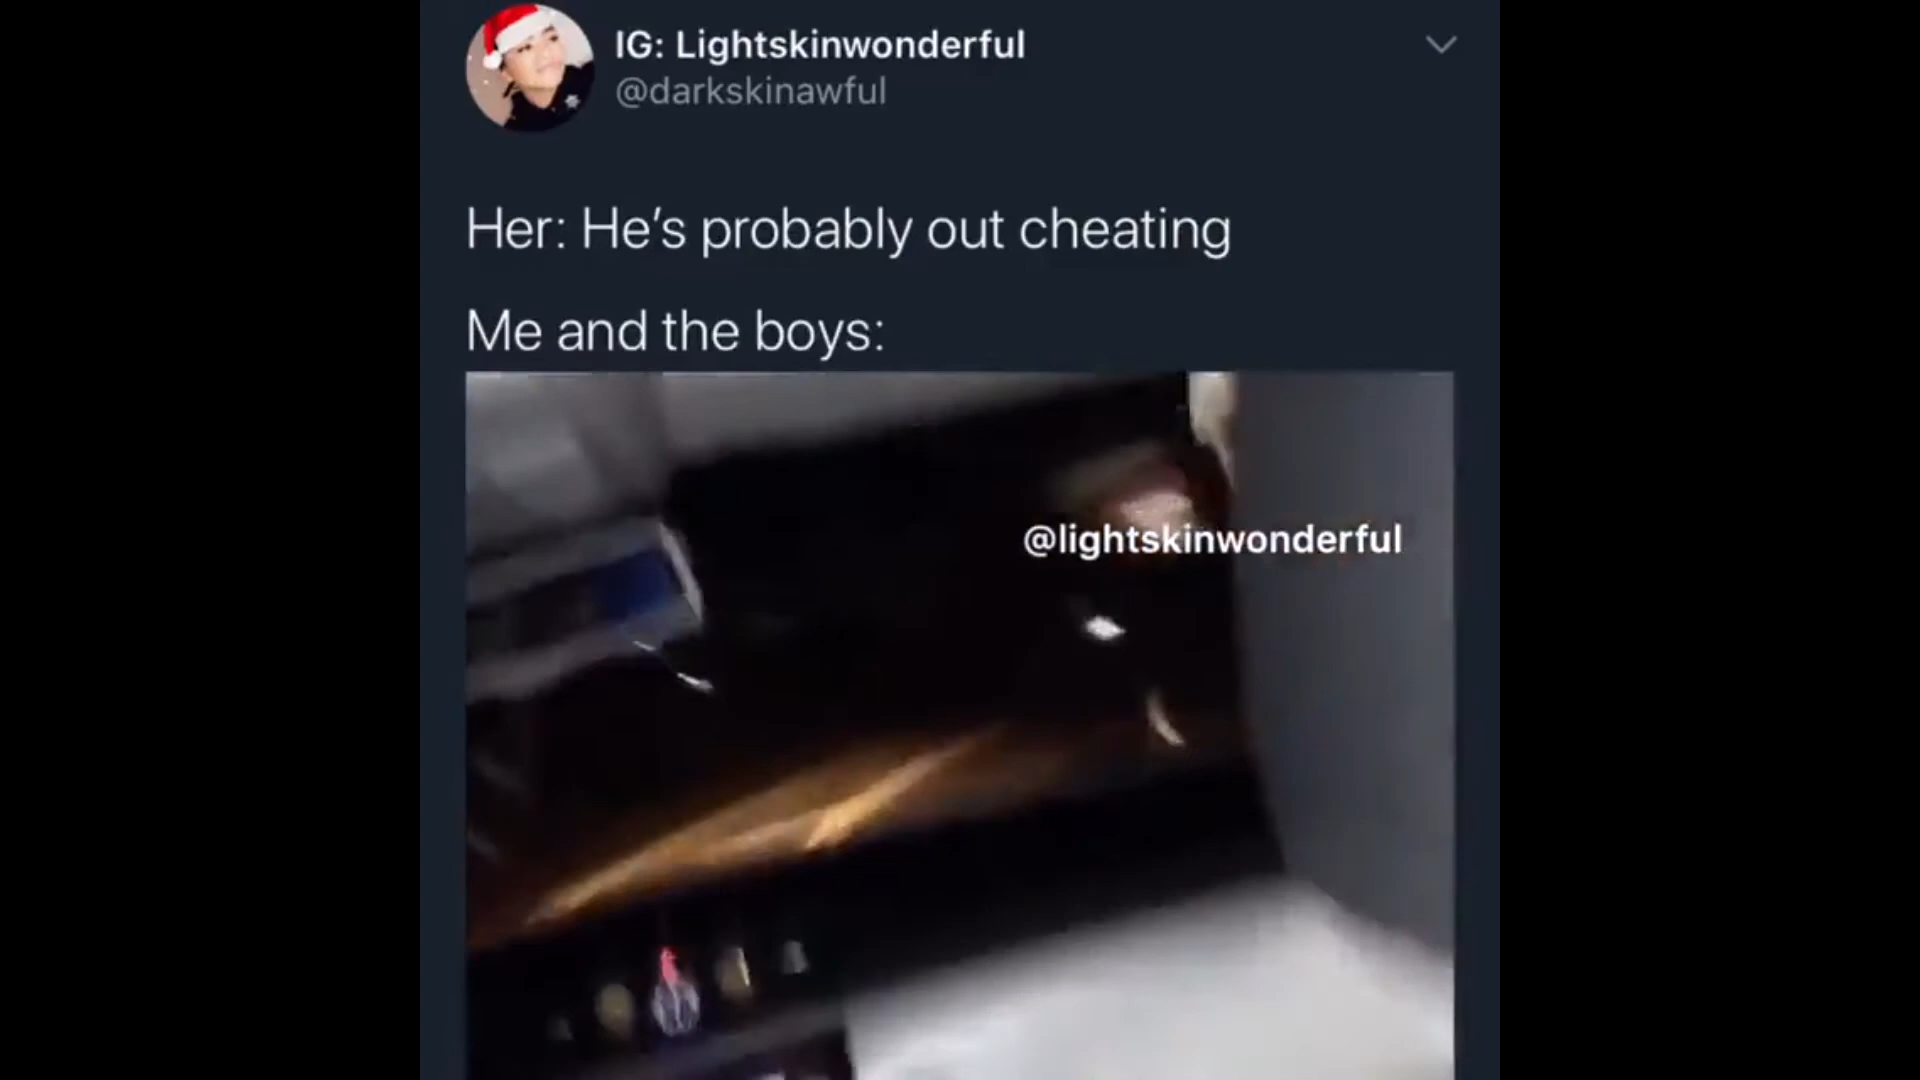 IG: Lightskinwonderful
@darkskinawful
Her: He’s probably out cheating
Me and the boys:
@lightskinwonderful